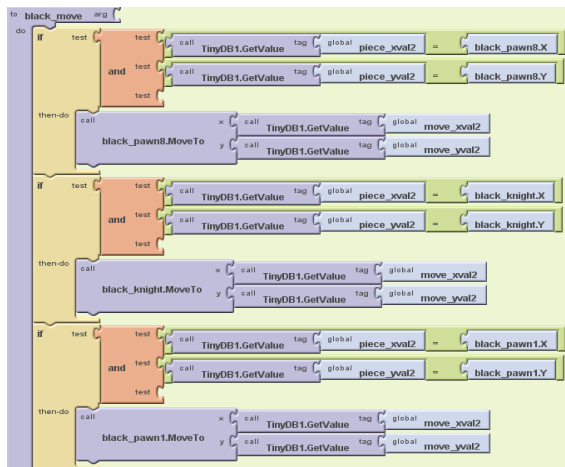 to black_move arg
do if test test call TinyDB1.GetValue tag global piece_xval2 = black_pawn8.X
and test call TinyDB1.GetValue tag global piece_yval2 = black_pawn8.Y
test
then-do call black_pawn8.MoveTo x call TinyDB1.GetValue tag global move_xval2
y call TinyDB1.GetValue tag global move_yval2
if test test call TinyDB1.GetValue tag global piece_xval2 = black_knight.X
and test call TinyDB1.GetValue tag global piece_yval2 = black_knight.Y
test
then-do call black_knight.MoveTo x call TinyDB1.GetValue tag global move_xval2
y call TinyDB1.GetValue tag global move_yval2
if test test call TinyDB1.GetValue tag global piece_xval2 = black_pawn1.X
and test call TinyDB1.GetValue tag global piece_yval2 = black_pawn1.Y
test
then-do call black_pawn1.MoveTo x call TinyDB1.GetValue tag global move_xval2
y call TinyDB1.GetValue tag global move_yval2